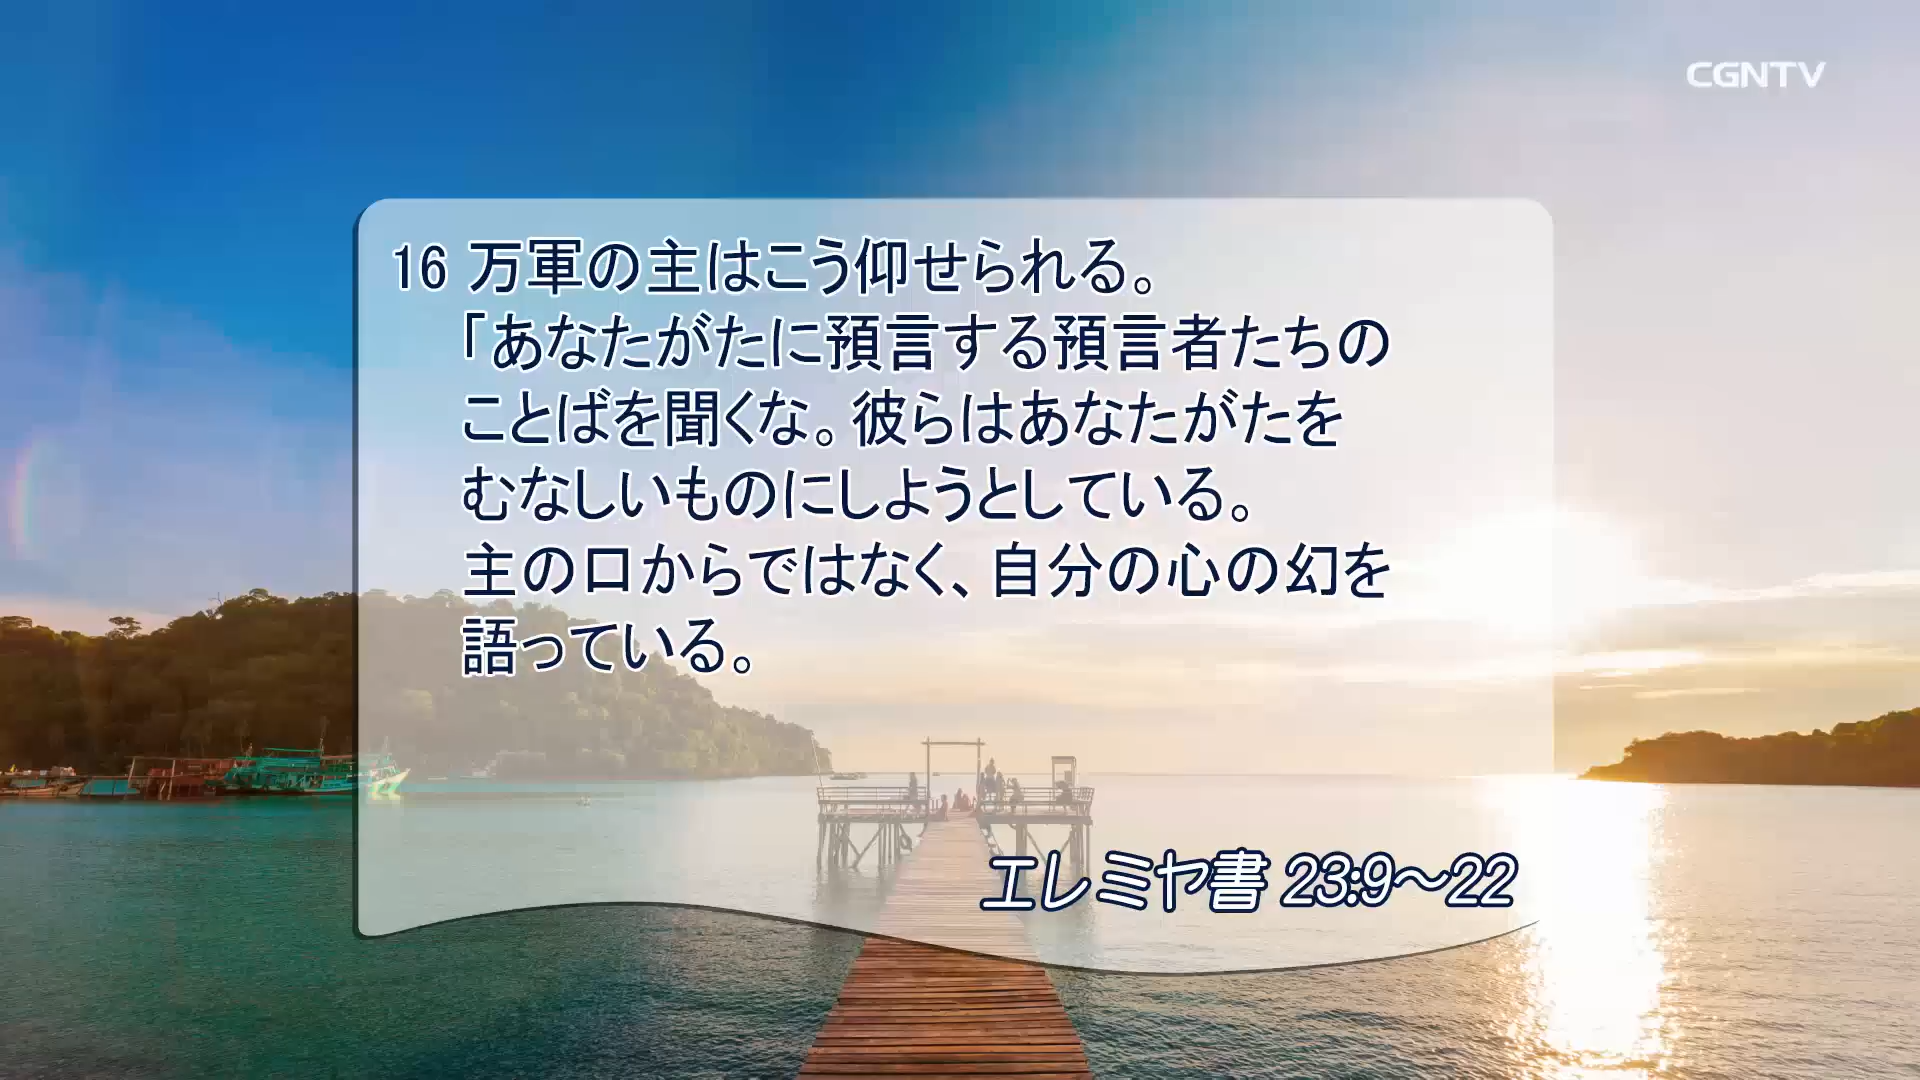 CGNTV
16 万軍の主はこう仰せられる。
「あなたがたに預言する預言者たちの
ことばを聞くな。彼らはあなたがたを
むなしいものにしようとしている。
主の口からではなく、自分の心の幻を
語っている。
エレミヤ書 23:9～22